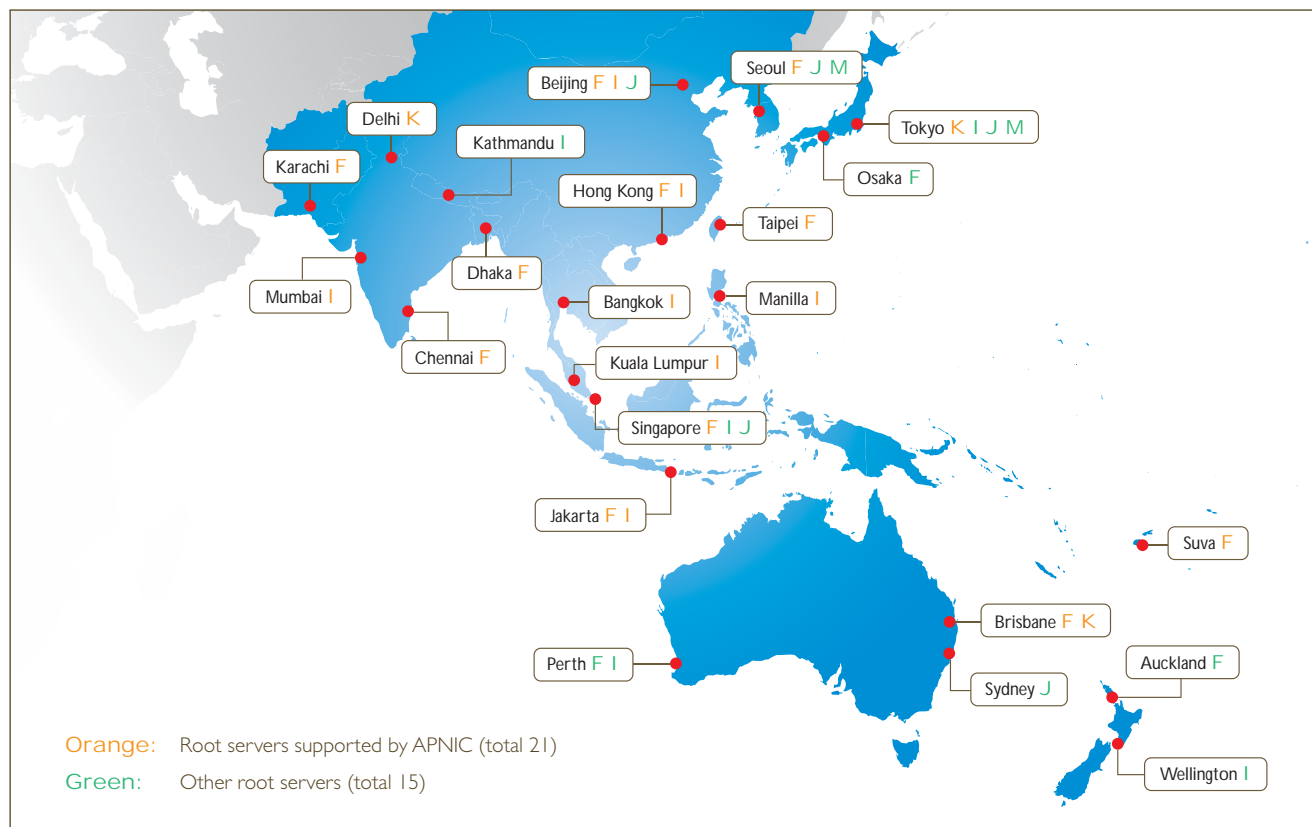 Seoul F J M
Beijing F I J
Delhi K
Tokyo K I J M
Kathmandu I
Karachi F
Osaka F
Hong Kong F I
Taipei F
Dhaka F
Mumbai I
Bangkok I
Manilla I
Chennai F
Kuala Lumpur I
Singapore F I J
Jakarta F I
Suva F
Brisbane F K
Perth F I
Auckland F
Sydney J
Orange: Root servers supported by APNIC (total 21)
Green: Other root servers (total 15)
Wellington I